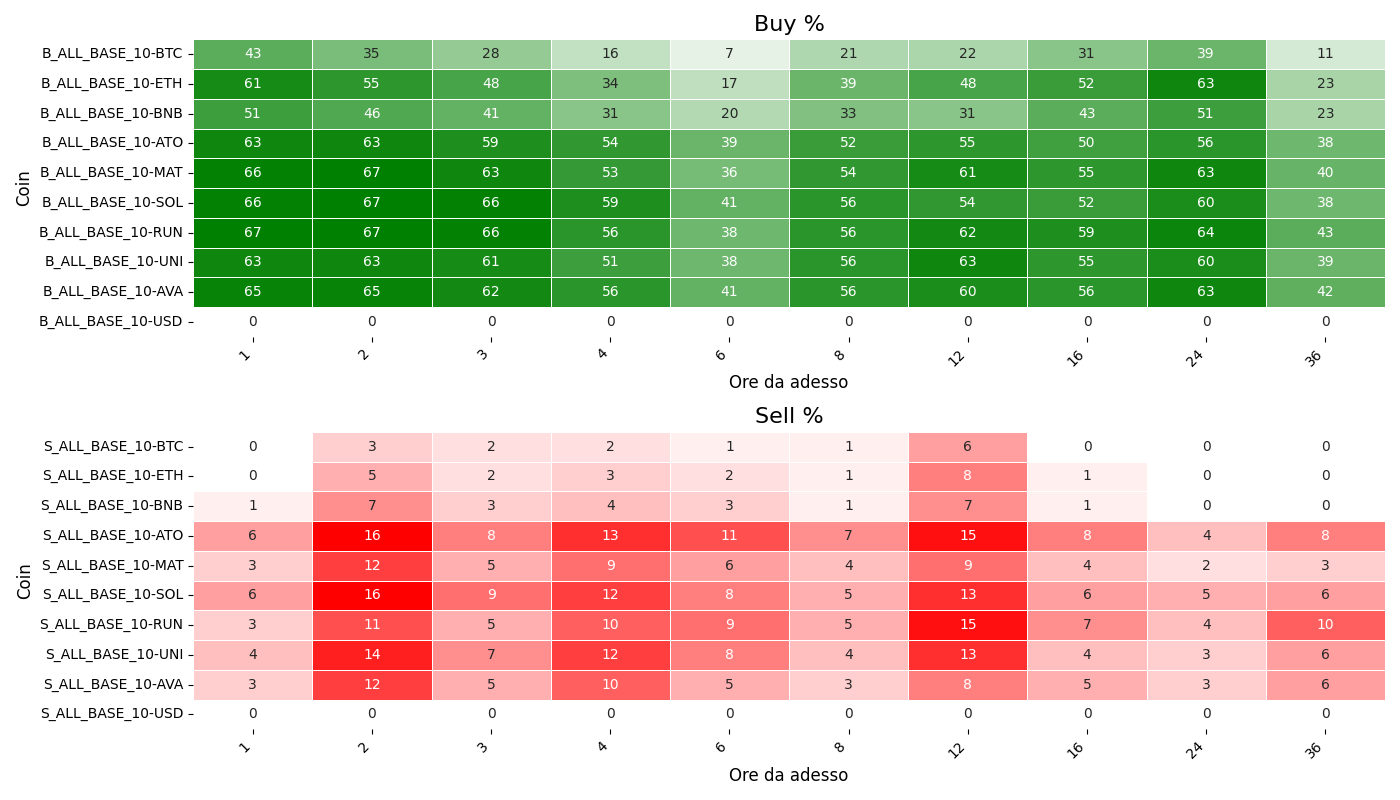 Buy %
Coin
B_ALL_BASE_10-BTC 43 35 28 16 7 21 22 31 39 11
B_ALL_BASE_10-ETH 61 55 48 34 17 39 48 52 63 23
B_ALL_BASE_10-BNB 51 46 41 31 20 33 31 43 51 23
B_ALL_BASE_10-ATO 63 63 59 54 39 52 55 50 56 38
B_ALL_BASE_10-MAT 66 67 63 53 36 54 61 55 63 40
B_ALL_BASE_10-SOL 66 67 66 59 41 56 54 52 60 38
B_ALL_BASE_10-RUN 67 67 66 56 38 56 62 59 64 43
B_ALL_BASE_10-UNI 63 63 61 51 38 56 63 55 60 39
B_ALL_BASE_10-AVA 65 65 62 56 41 56 60 56 63 42
B_ALL_BASE_10-USD 0 0 0 0 0 0 0 0 0 0
1 2 3 4 6 8 12 16 24 36
Ore da adesso
Sell %
Coin
S_ALL_BASE_10-BTC 0 3 2 2 1 1 6 0 0 0
S_ALL_BASE_10-ETH 0 5 2 3 2 1 8 1 0 0
S_ALL_BASE_10-BNB 1 7 3 4 3 1 7 1 0 0
S_ALL_BASE_10-ATO 6 16 8 13 11 7 15 8 4 8
S_ALL_BASE_10-MAT 3 12 5 9 6 4 9 4 2 3
S_ALL_BASE_10-SOL 6 16 9 12 8 5 13 6 5 6
S_ALL_BASE_10-RUN 3 11 5 10 9 5 15 7 4 10
S_ALL_BASE_10-UNI 4 14 7 12 8 4 13 4 3 6
S_ALL_BASE_10-AVA 3 12 5 10 5 3 8 5 3 6
S_ALL_BASE_10-USD 0 0 0 0 0 0 0 0 0 0
1 2 3 4 6 8 12 16 24 36
Ore da adesso